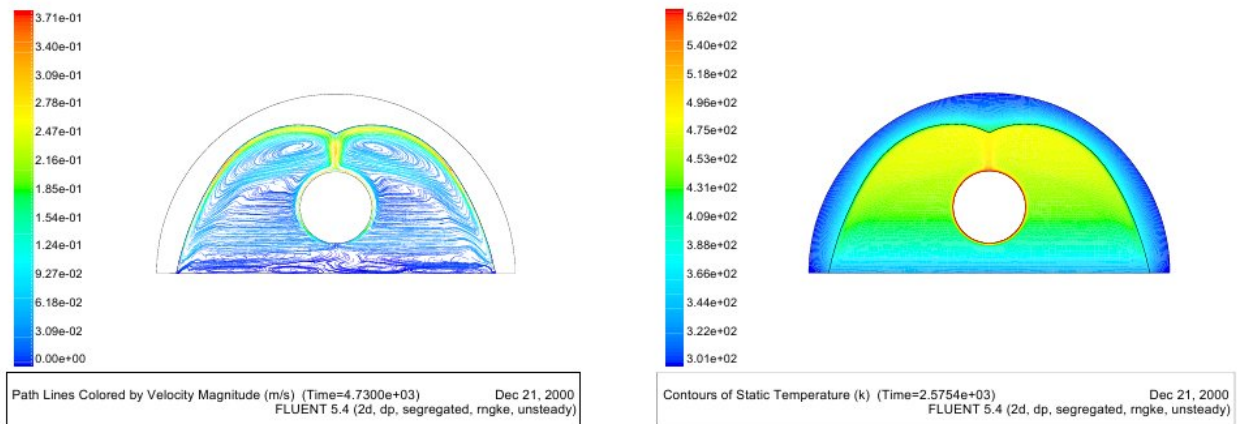 3.71e-01
3.40e-01
3.09e-01
2.78e-01
2.47e-01
2.16e-01
1.85e-01
1.54e-01
1.24e-01
9.27e-02
6.18e-02
3.09e-02
0.00e+00
Path Lines Colored by Velocity Magnitude (m/s) (Time=4.7300e+03) Dec 21, 2000
FLUENT 5.4 (2d, dp, segregated, rngke, unsteady)
5.62e+02
5.40e+02
5.18e+02
4.96e+02
4.75e+02
4.53e+02
4.31e+02
4.09e+02
3.88e+02
3.66e+02
3.44e+02
3.22e+02
3.01e+02
Contours of Static Temperature (k) (Time=2.5754e+03) Dec 21, 2000
FLUENT 5.4 (2d, dp, segregated, rngke, unsteady)